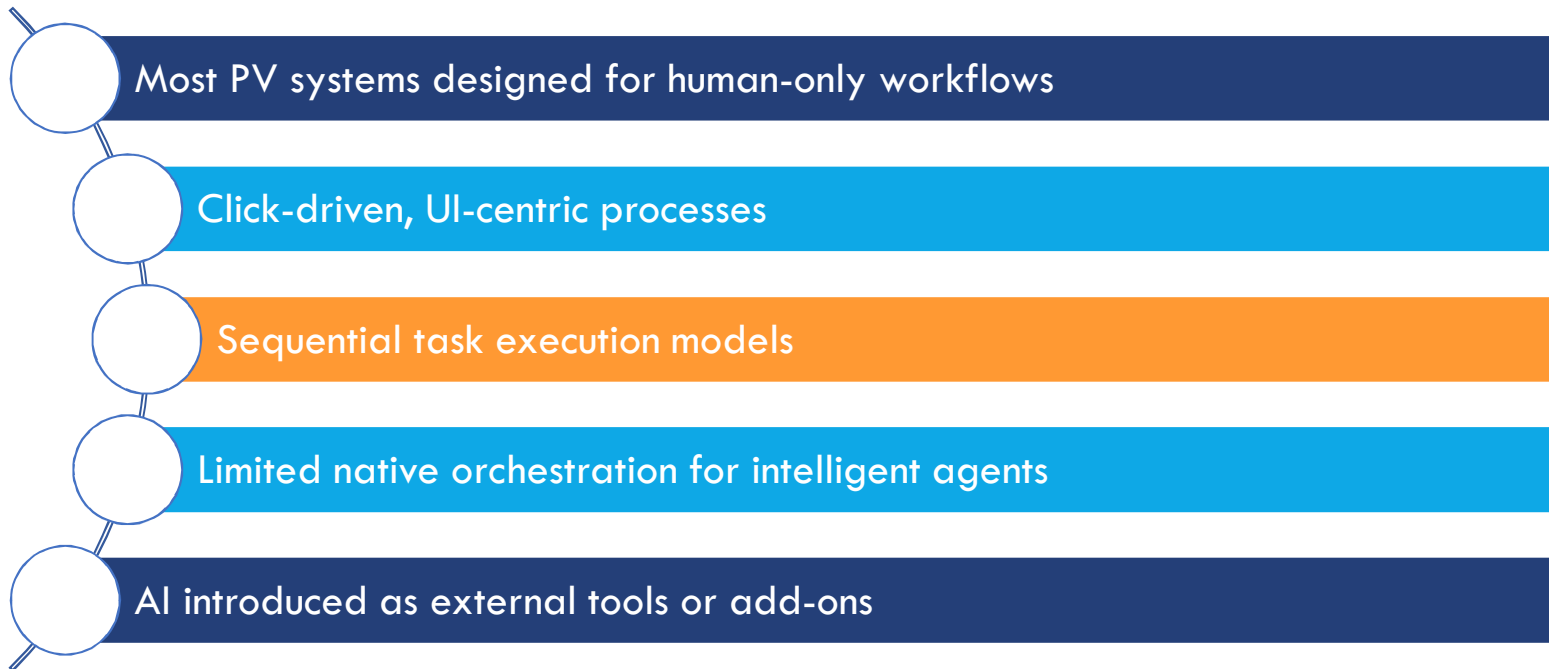 Most PV systems designed for human-only workflows
Click-driven, UI-centric processes
Sequential task execution models
Limited native orchestration for intelligent agents
AI introduced as external tools or add-ons